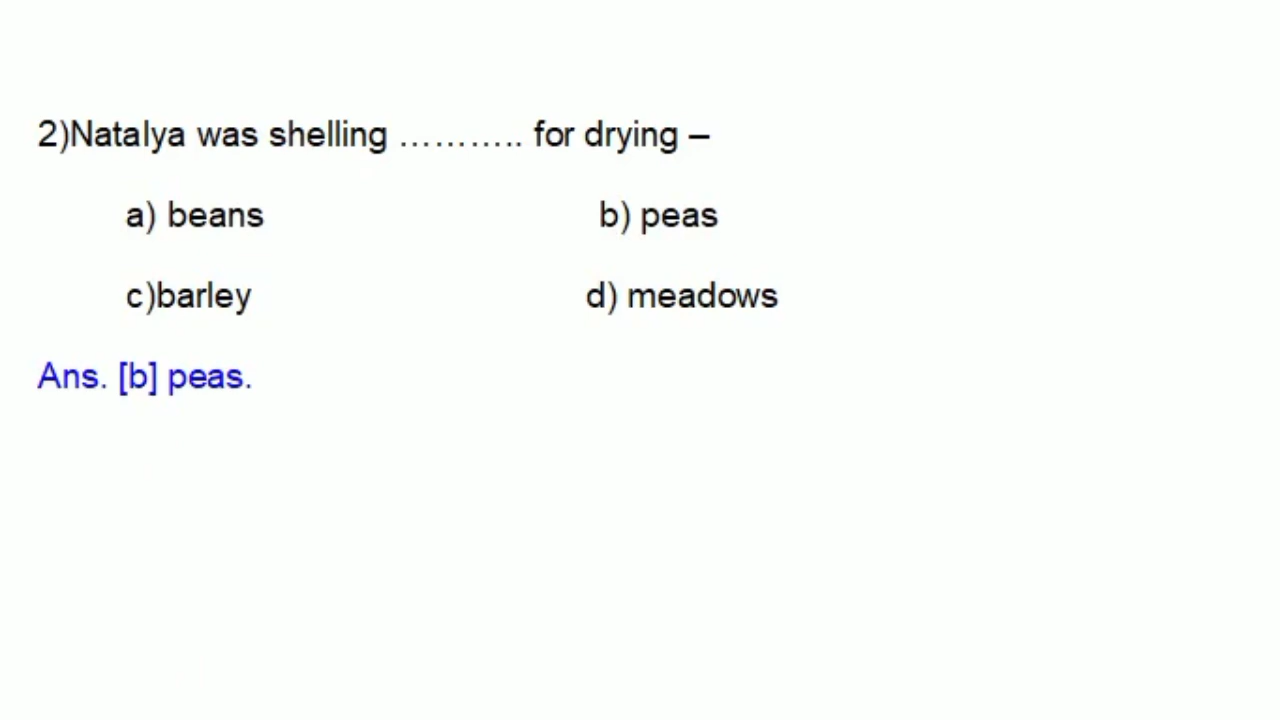 2)Natalya was shelling ……….. for drying –
a) beans b) peas
c)barley d) meadows
Ans. [b] peas.